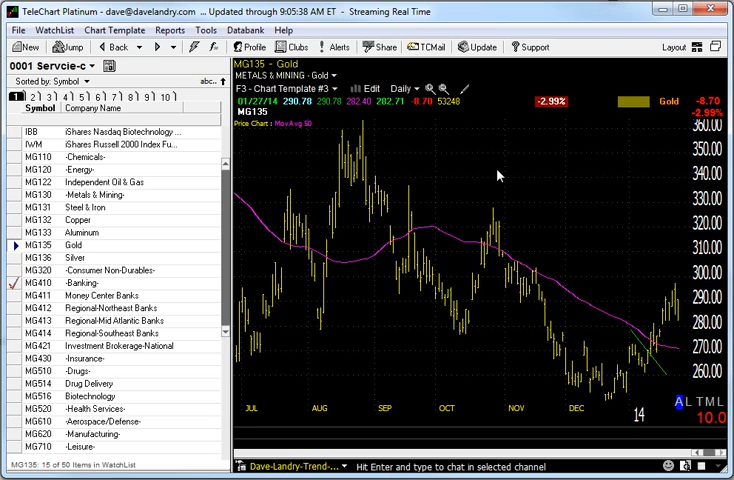 TeleChart Platinum - dave@davelandry.com ... Updated through 9:05:38 AM ET - Streaming Real Time
File WatchList Chart Template Reports Tools Databank Help
New Jump Back Profile Clubs Alerts Share TCMail Update Support Layout
0001 Servcie-c
Sorted by: Symbol
abc..
1 2 3 4 5 6 7 8 9 10
Symbol Company Name
IBB iShares Nasdaq Biotechnology ...
IWM iShares Russell 2000 Index Fu...
MG110 -Chemicals-
MG120 -Energy-
MG122 Independent Oil & Gas
MG130 -Metals & Mining-
MG131 Steel & Iron
MG132 Copper
MG133 Aluminum
MG135 Gold
MG136 Silver
MG320 -Consumer Non-Durables-
MG410 -Banking-
MG411 Money Center Banks
MG412 Regional-Northeast Banks
MG413 Regional-Mid Atlantic Banks
MG414 Regional-Southeast Banks
MG421 Investment Brokerage-National
MG430 -Insurance-
MG510 -Drugs-
MG514 Drug Delivery
MG516 Biotechnology
MG520 -Health Services-
MG610 -Aerospace/Defense-
MG620 -Manufacturing-
MG710 -Leisure-
MG135: 15 of 50 Items in WatchList
MG135 - Gold
METALS & MINING - Gold
F3 - Chart Template #3 Edit Daily
01/27/14 290.78 290.78 282.40 282.71 -8.70 53248 -2.99% Gold -8.70
MG135 -2.99%
Price Chart : MovAvg 50
360.00
350.00
340.00
330.00
320.00
310.00
300.00
290.00
280.00
270.00
260.00
A L T M L
JUL AUG SEP OCT NOV DEC 14
10.0
Dave-Landry-Trend-... Hit Enter and type to chat in selected channel